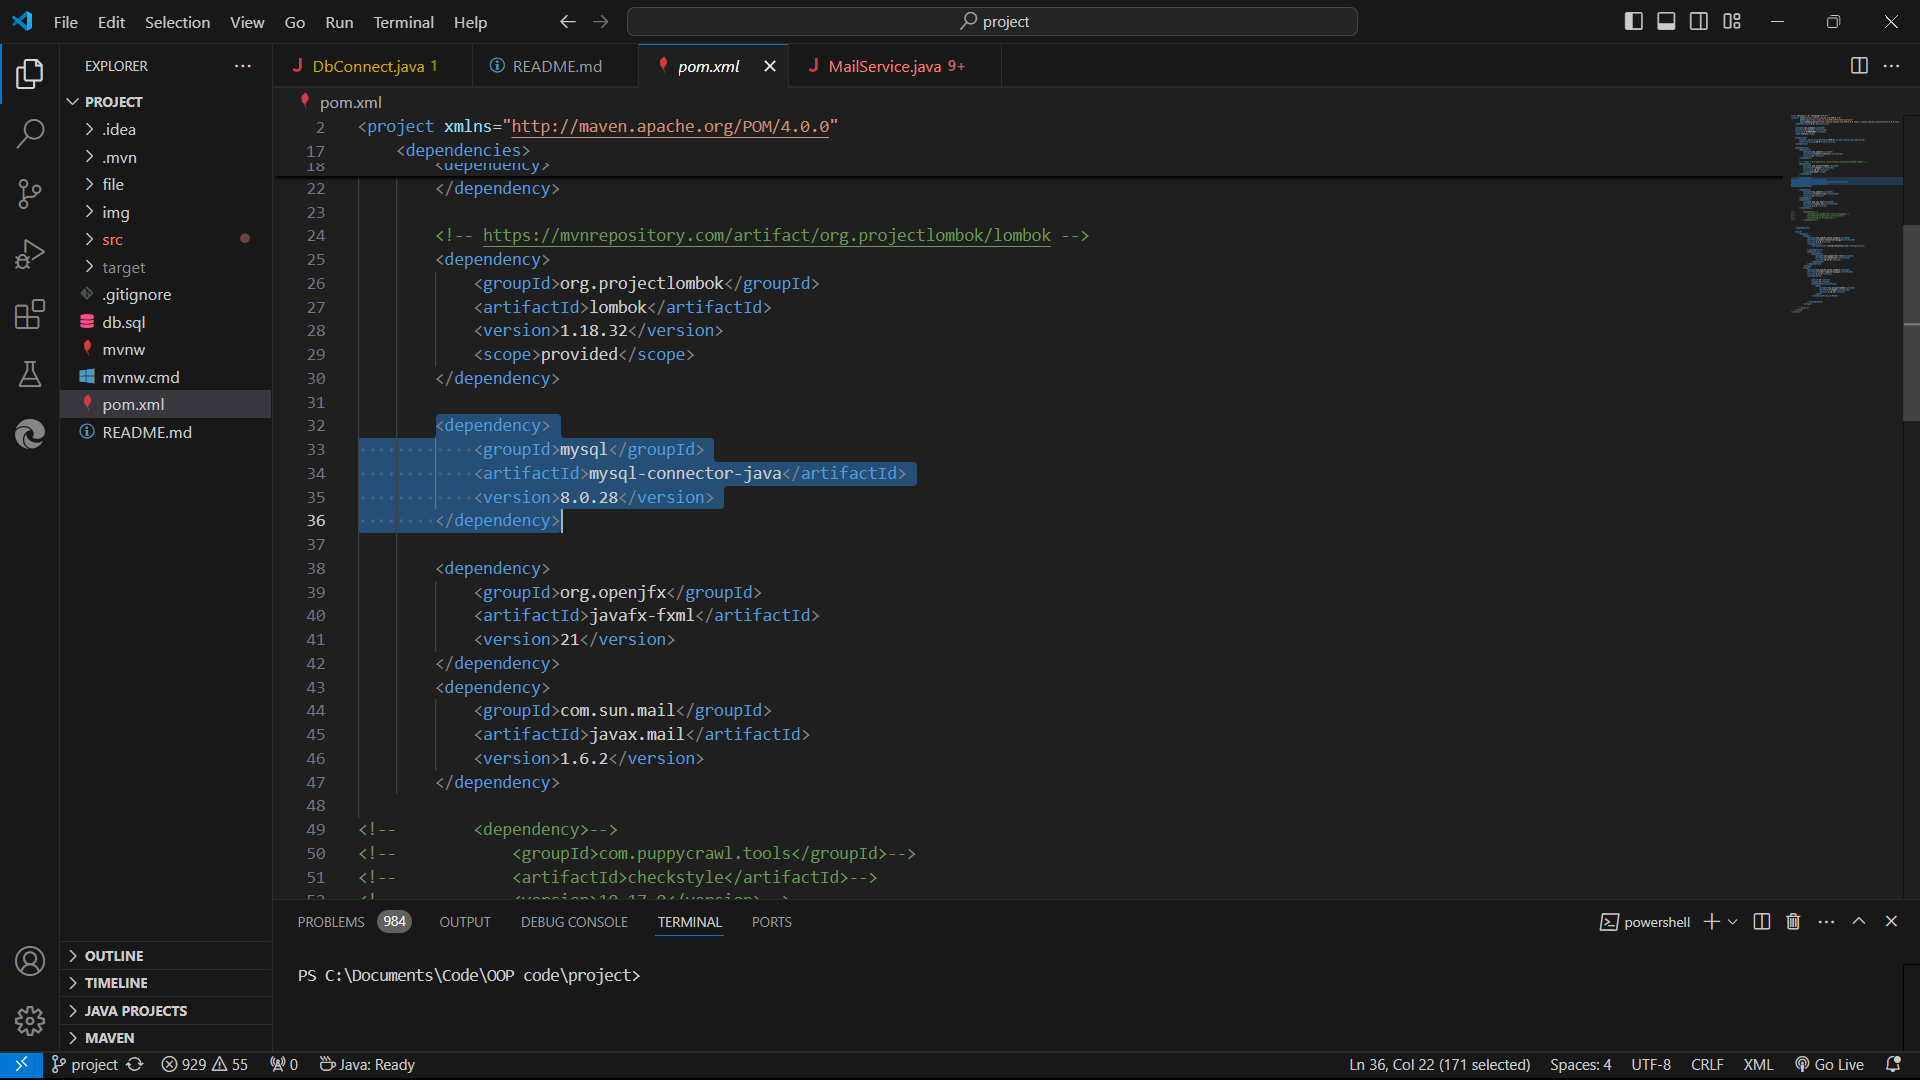 File Edit Selection View Go Run Terminal Help
project
EXPLORER
PROJECT
.idea
.mvn
file
img
src
target
.gitignore
db.sql
mvnw
mvnw.cmd
pom.xml
README.md
OUTLINE
TIMELINE
JAVA PROJECTS
MAVEN
DbConnect.java 1
README.md
pom.xml
MailService.java 9+
pom.xml
2 <project xmlns="http://maven.apache.org/POM/4.0.0"
17 <dependencies>
18 <dependency>
22 </dependency>
23
24 <!-- https://mvnrepository.com/artifact/org.projectlombok/lombok -->
25 <dependency>
26 <groupId>org.projectlombok</groupId>
27 <artifactId>lombok</artifactId>
28 <version>1.18.32</version>
29 <scope>provided</scope>
30 </dependency>
31
32 <dependency>
33 <groupId>mysql</groupId>
34 <artifactId>mysql-connector-java</artifactId>
35 <version>8.0.28</version>
36 </dependency>
37
38 <dependency>
39 <groupId>org.openjfx</groupId>
40 <artifactId>javafx-fxml</artifactId>
41 <version>21</version>
42 </dependency>
43 <dependency>
44 <groupId>com.sun.mail</groupId>
45 <artifactId>javax.mail</artifactId>
46 <version>1.6.2</version>
47 </dependency>
48
49 <!-- <dependency>-->
50 <!-- <groupId>com.puppycrawl.tools</groupId>-->
51 <!-- <artifactId>checkstyle</artifactId>-->
PROBLEMS 984 OUTPUT DEBUG CONSOLE TERMINAL PORTS
powershell
PS C:\Documents\Code\OOP code\project>
project 929 55 0 Java: Ready
Ln 36, Col 22 (171 selected) Spaces: 4 UTF-8 CRLF XML Go Live